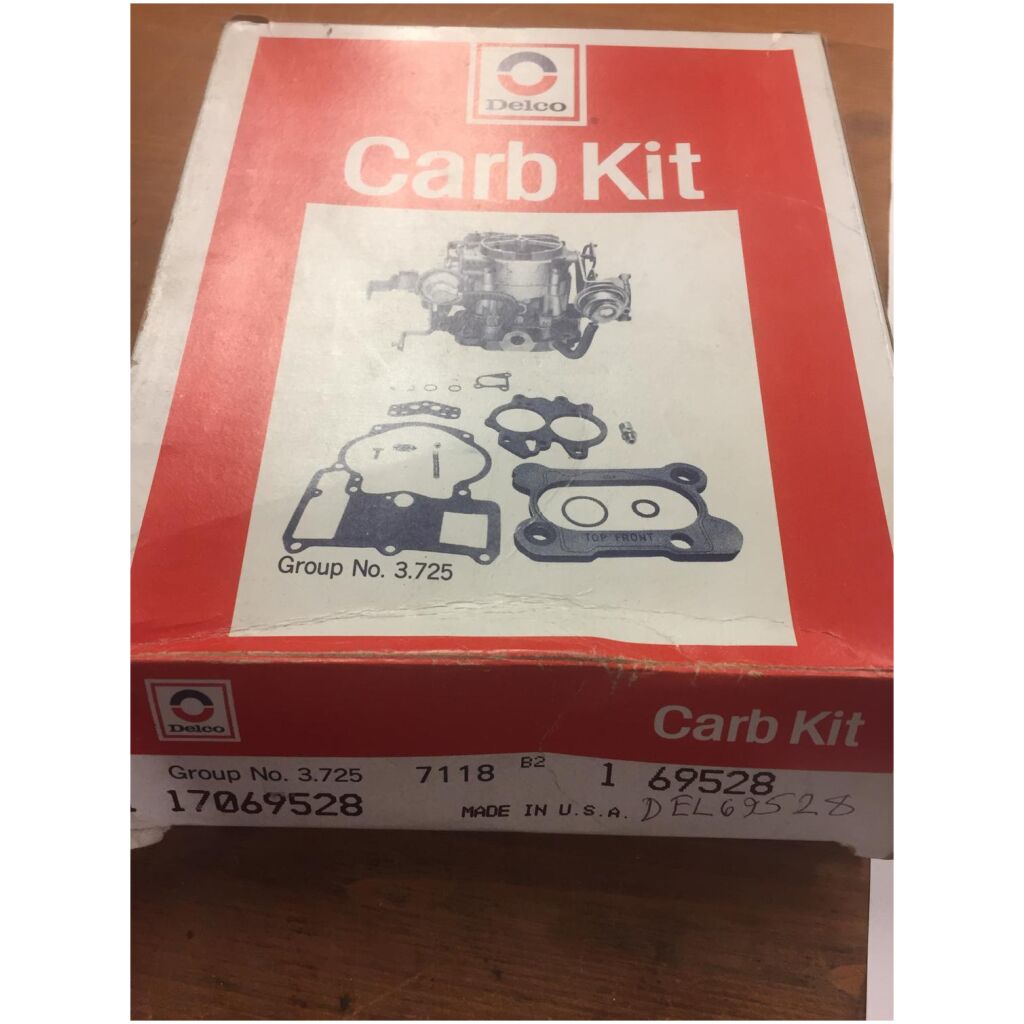 Delco
Carb Kit
TOP FRONT
Group No. 3.725
Delco
Carb Kit
Group No. 3.725 7118 B2 1 69528
17069528 MADE IN U.S.A. DEL69528